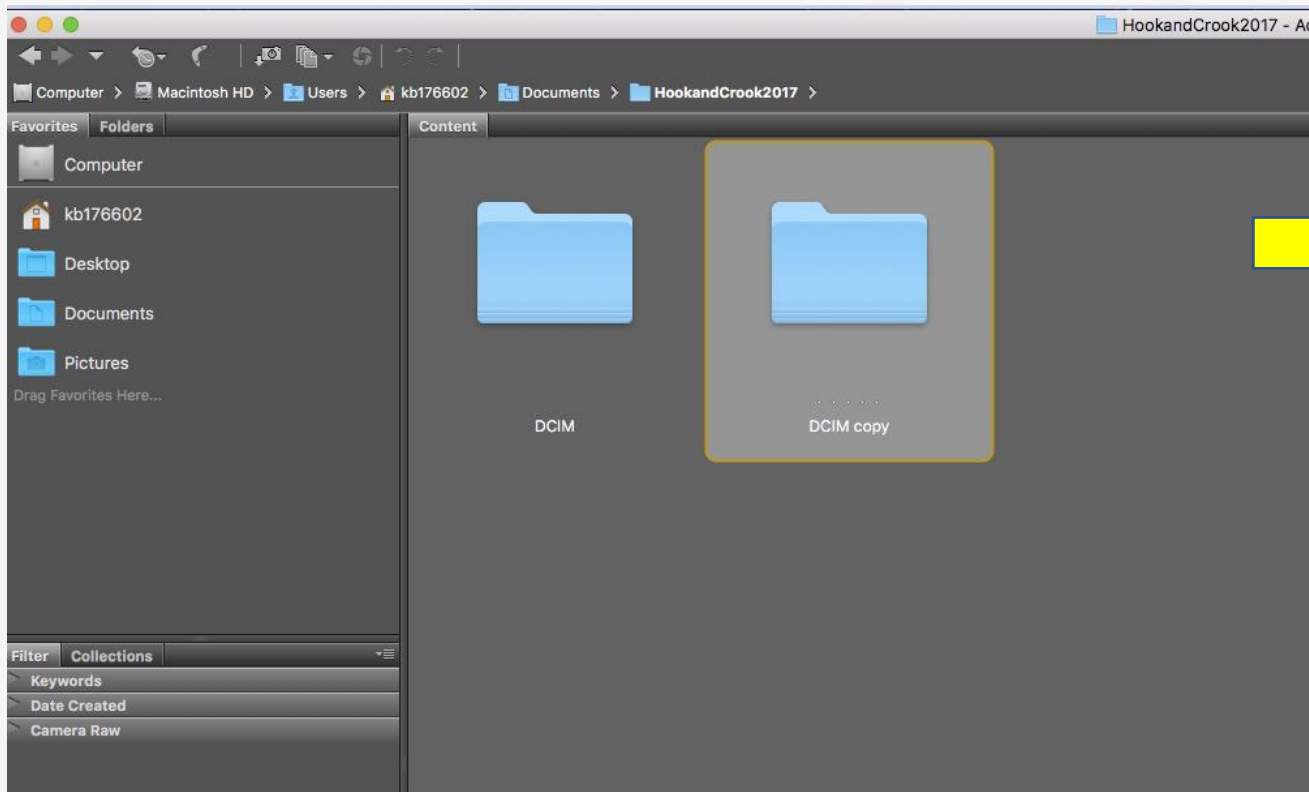 HookandCrook2017 - Ad
Computer > Macintosh HD > Users > kb176602 > Documents > HookandCrook2017 >
Favorites Folders
Content
Computer
kb176602
Desktop
Documents
Pictures
Drag Favorites Here...
DCIM
DCIM copy
Filter Collections
Keywords
Date Created
Camera Raw